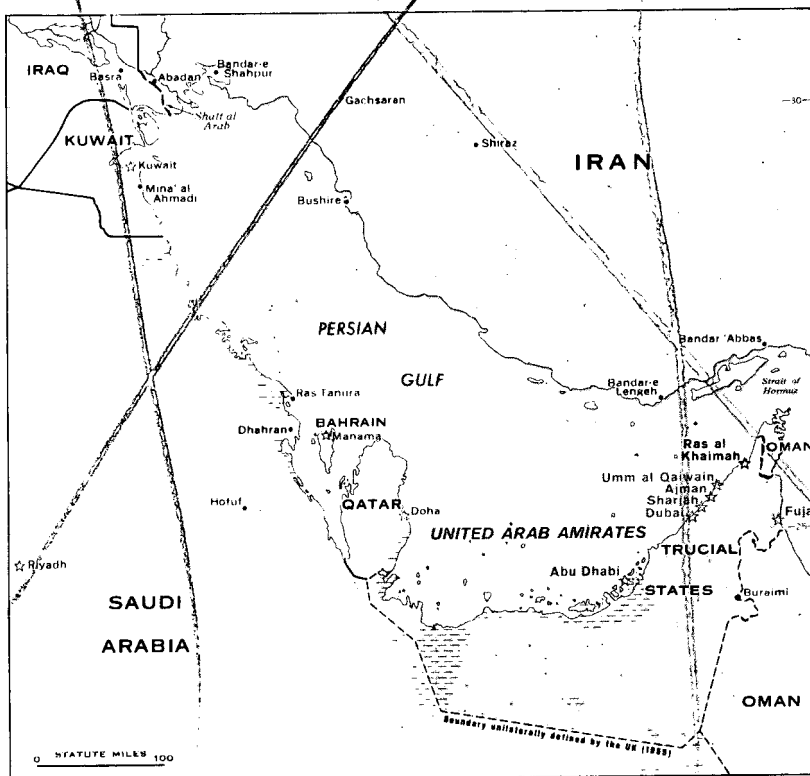 IRAQ
Basra
Abadan
Bandar-e
Shahpur
Shatt al
Arab
Gachsaran
30
KUWAIT
Kuwait
Mina' al
Ahmadi
Shiraz
IRAN
Bushire
PERSIAN
GULF
Bandar 'Abbas
Bandar-e
Lengeh
Strait of
Hormuz
Ras Tanura
Dhahran
BAHRAIN
Manama
Ras al
Khaimah
OMAN
Umm al Qaiwain
Ajman
Sharjah
Dubai
Fuja
Hofuf
QATAR
Doha
UNITED ARAB AMIRATES
TRUCIAL
STATES
Riyadh
Abu Dhabi
Buraimi
SAUDI
ARABIA
OMAN
Boundary unilaterally defined by the UK (1955)
STATUTE MILES
0 100